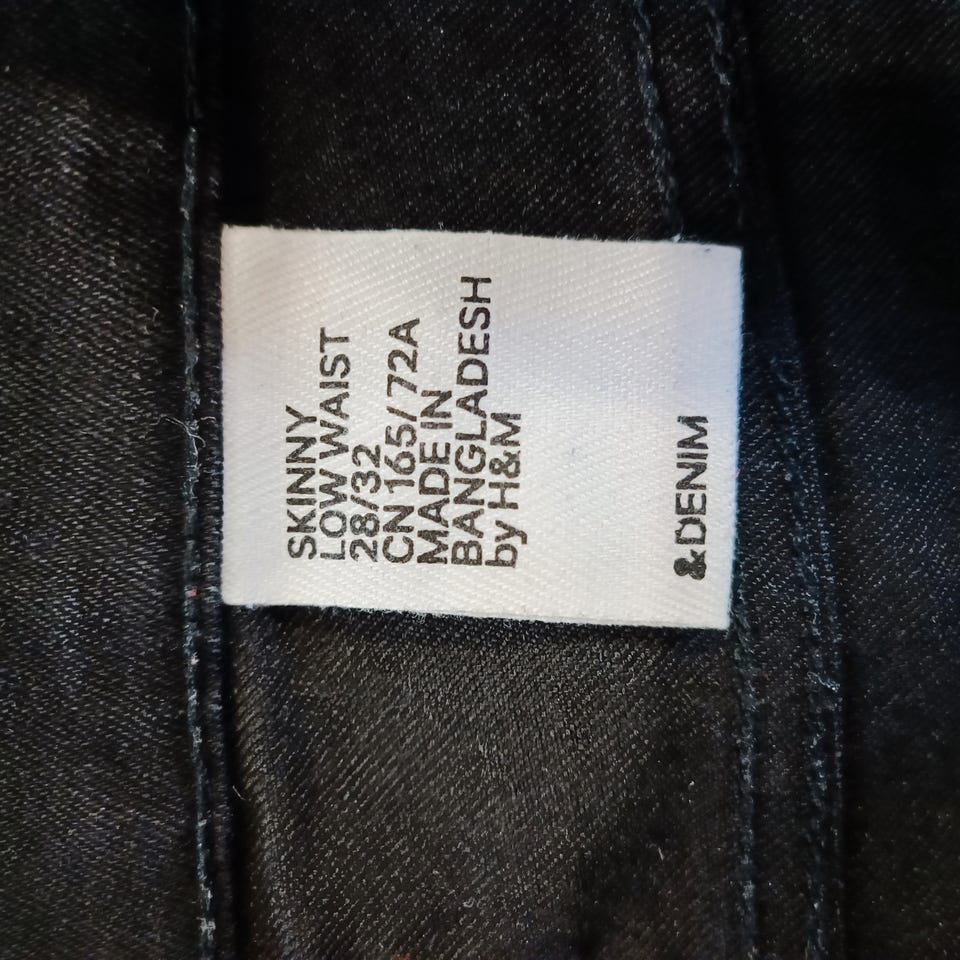 SKINNY
LOW WAIST
28/32
CN 165/72A
MADE IN
BANGLADESH
by H&M
&DENIM